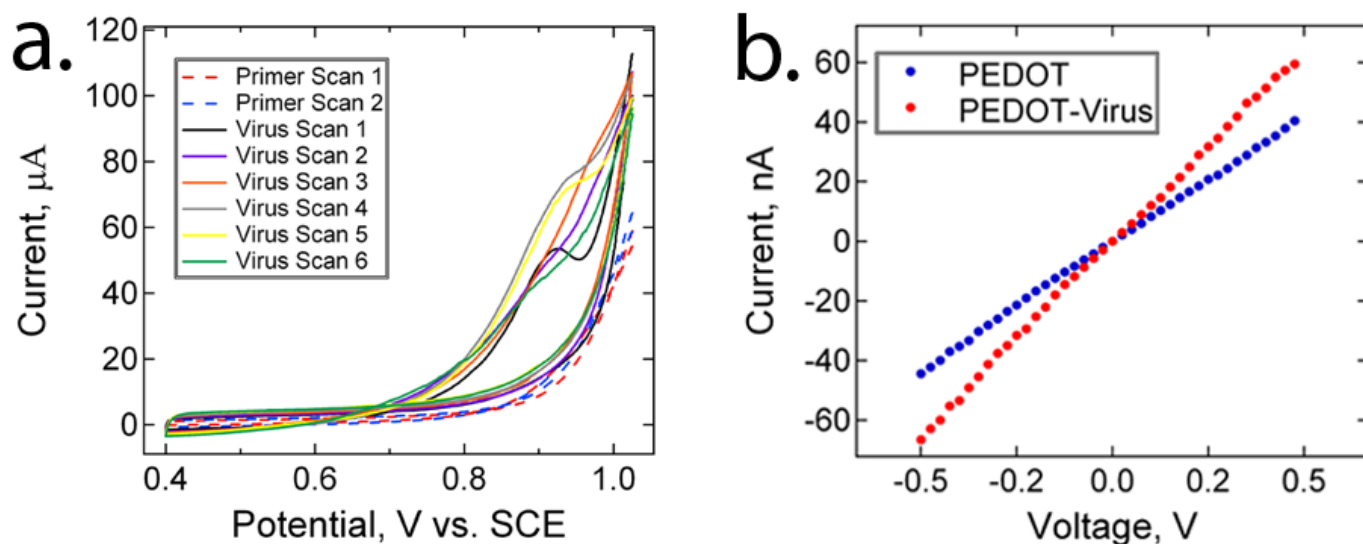 a.
120
100
80
60
40
20
0
Current, μA
Primer Scan 1
Primer Scan 2
Virus Scan 1
Virus Scan 2
Virus Scan 3
Virus Scan 4
Virus Scan 5
Virus Scan 6
0.4 0.6 0.8 1.0
Potential, V vs. SCE
b.
60
40
20
0
-20
-40
-60
Current, nA
PEDOT
PEDOT-Virus
-0.5 -0.2 0.0 0.2 0.5
Voltage, V